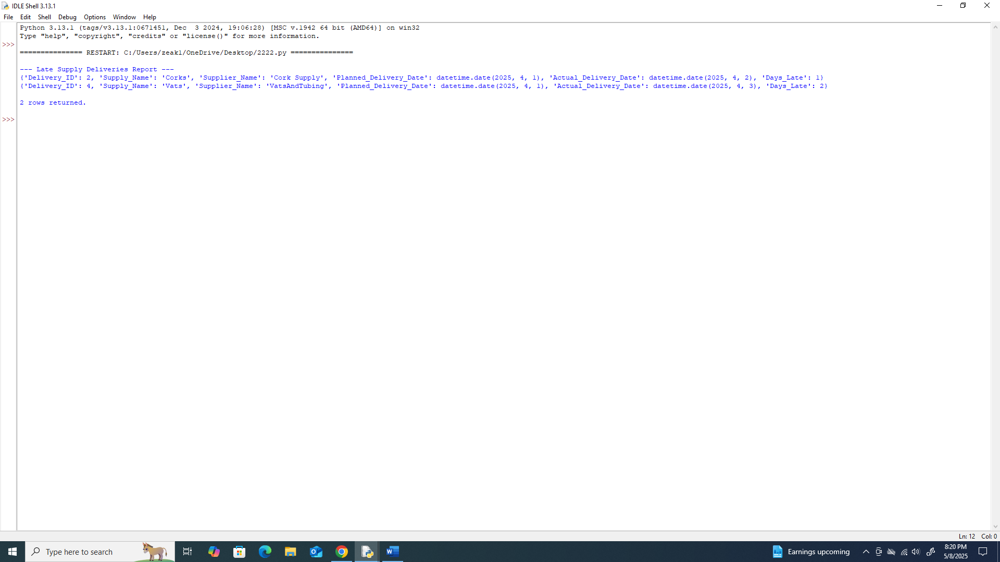 IDLE Shell 3.13.1
File Edit Shell Debug Options Window Help
Python 3.13.1 (tags/v3.13.1:0671451, Dec  3 2024, 19:06:28) [MSC v.1942 64 bit (AMD64)] on win32
Type "help", "copyright", "credits" or "license()" for more information.
>>>
=============== RESTART: C:/Users/zeak1/OneDrive/Desktop/2222.py ===============
--- Late Supply Deliveries Report ---
{'Delivery_ID': 2, 'Supply_Name': 'Corks', 'Supplier_Name': 'Cork Supply', 'Planned_Delivery_Date': datetime.date(2025, 4, 1), 'Actual_Delivery_Date': datetime.date(2025, 4, 2), 'Days_Late': 1}
{'Delivery_ID': 4, 'Supply_Name': 'Vats', 'Supplier_Name': 'VatsAndTubing', 'Planned_Delivery_Date': datetime.date(2025, 4, 1), 'Actual_Delivery_Date': datetime.date(2025, 4, 3), 'Days_Late': 2}
2 rows returned.
>>>
Ln: 12 Col: 0
Type here to search
Earnings upcoming
8:20 PM
5/8/2025